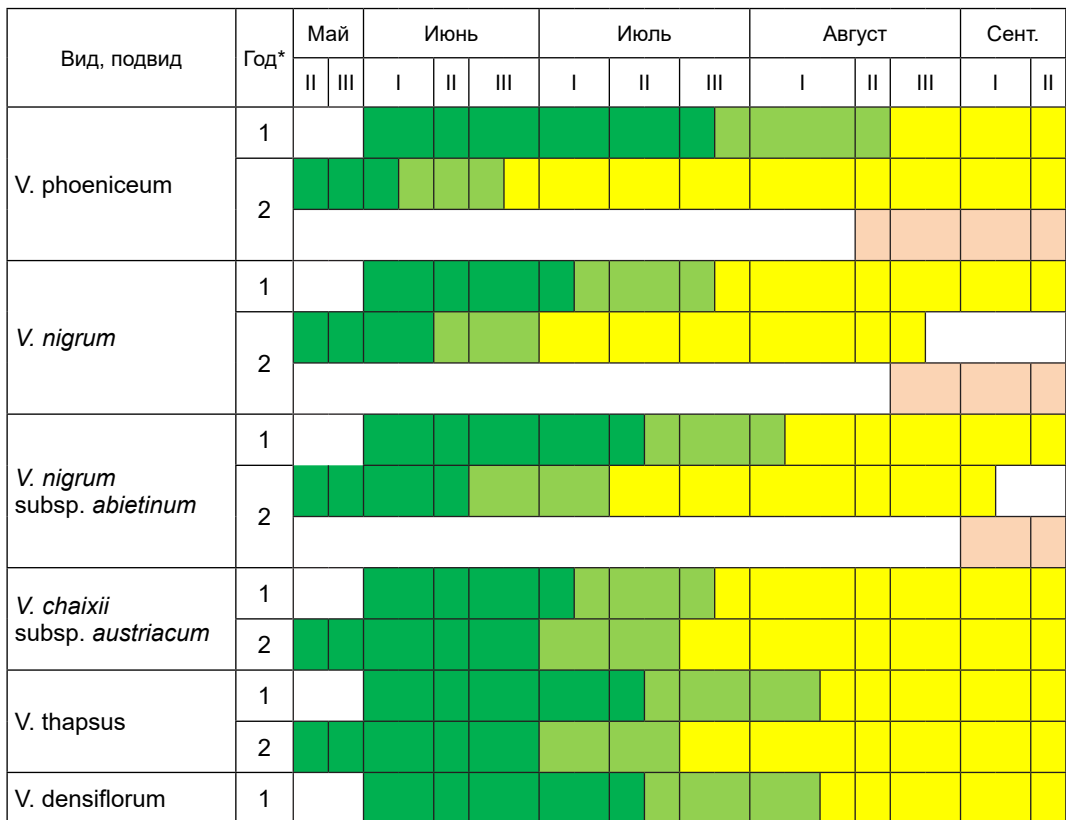 Вид, подвид Год* Май Июнь Июль Август Сент.
II III I II III I II III I II III I II
V. phoeniceum 1
2
V. nigrum 1
2
V. nigrum
subsp. abietinum
1
2
V. chaixii
subsp. austriacum
1
2
V. thapsus 1
2
V. densiflorum 1